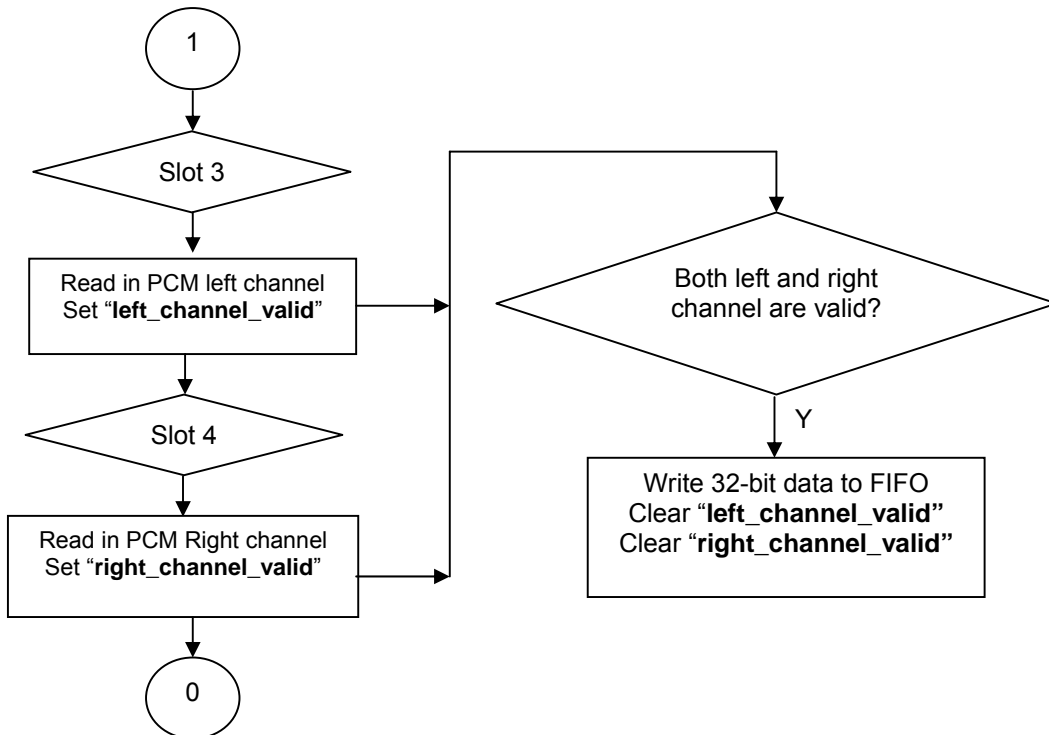 1
Slot 3
Read in PCM left channel
Set “left_channel_valid”
Slot 4
Read in PCM Right channel
Set “right_channel_valid”
0
Both left and right
channel are valid?
Y
Write 32-bit data to FIFO
Clear “left_channel_valid”
Clear “right_channel_valid”